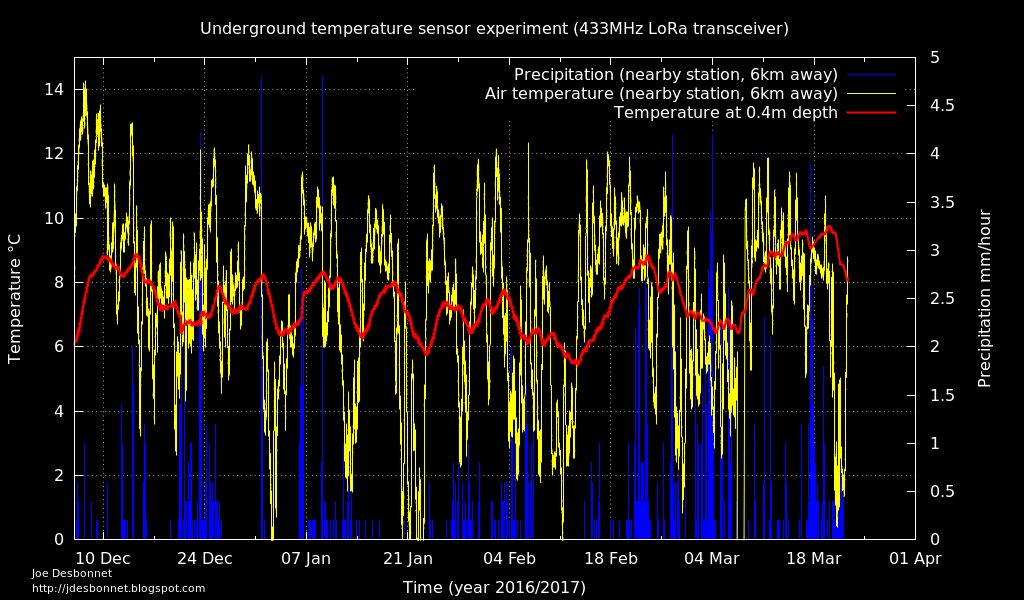 Underground temperature sensor experiment (433MHz LoRa transceiver)
Precipitation (nearby station, 6km away)
Air temperature (nearby station, 6km away)
Temperature at 0.4m depth
Temperature °C
14
12
10
8
6
4
2
0
5
4.5
4
3.5
3
2.5
2
1.5
1
0.5
0
Precipitation mm/hour
10 Dec 24 Dec 07 Jan 21 Jan 04 Feb 18 Feb 04 Mar 18 Mar 01 Apr
Time (year 2016/2017)
Joe Desbonnet
http://jdesbonnet.blogspot.com